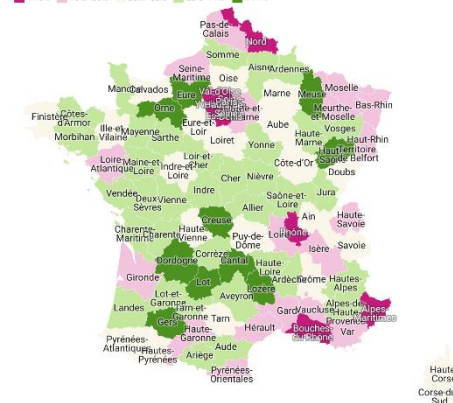 Pas-de-
Calais
Nord
Somme
Seine-
Maritime
Oise
Aisne
Ardennes
Manche
Calvados
Eure
Val-d'Oise
Marne
Meuse
Moselle
Meurthe-
et-Moselle
Bas-Rhin
Finistère
Côtes-
d'Armor
Orne
Eure-et-
Loir
Aube
Vosges
Morbihan
Ille-et-
Vilaine
Mayenne
Sarthe
Loiret
Yonne
Haute-
Marne
Haut-Rhin
Haute-
Saône
Territoire
de Belfort
Loire-
Atlantique
Maine-et-
Loire
Indre-et-
Loire
Loir-et-
Cher
Cher
Nièvre
Côte-d'Or
Doubs
Vendée
Deux-
Sèvres
Vienne
Indre
Allier
Saône-et-
Loire
Jura
Charente-
Maritime
Charente
Haute-
Vienne
Creuse
Puy-de-
Dôme
Loire
Rhône
Ain
Haute-
Savoie
Savoie
Isère
Gironde
Dordogne
Corrèze
Cantal
Haute-
Loire
Ardèche
Drôme
Hautes-
Alpes
Lot
Lozère
Aveyron
Landes
Lot-et-
Garonne
Tarn-et-
Garonne
Tarn
Gard
Vaucluse
Alpes-de-
Haute-
Provence
Alpes-
Maritimes
Gers
Haute-
Garonne
Hérault
Bouches-
du-Rhône
Var
Pyrénées-
Atlantiques
Hautes-
Pyrénées
Ariège
Aude
Pyrénées-
Orientales
Haute
Corse
Corse-du
Sud